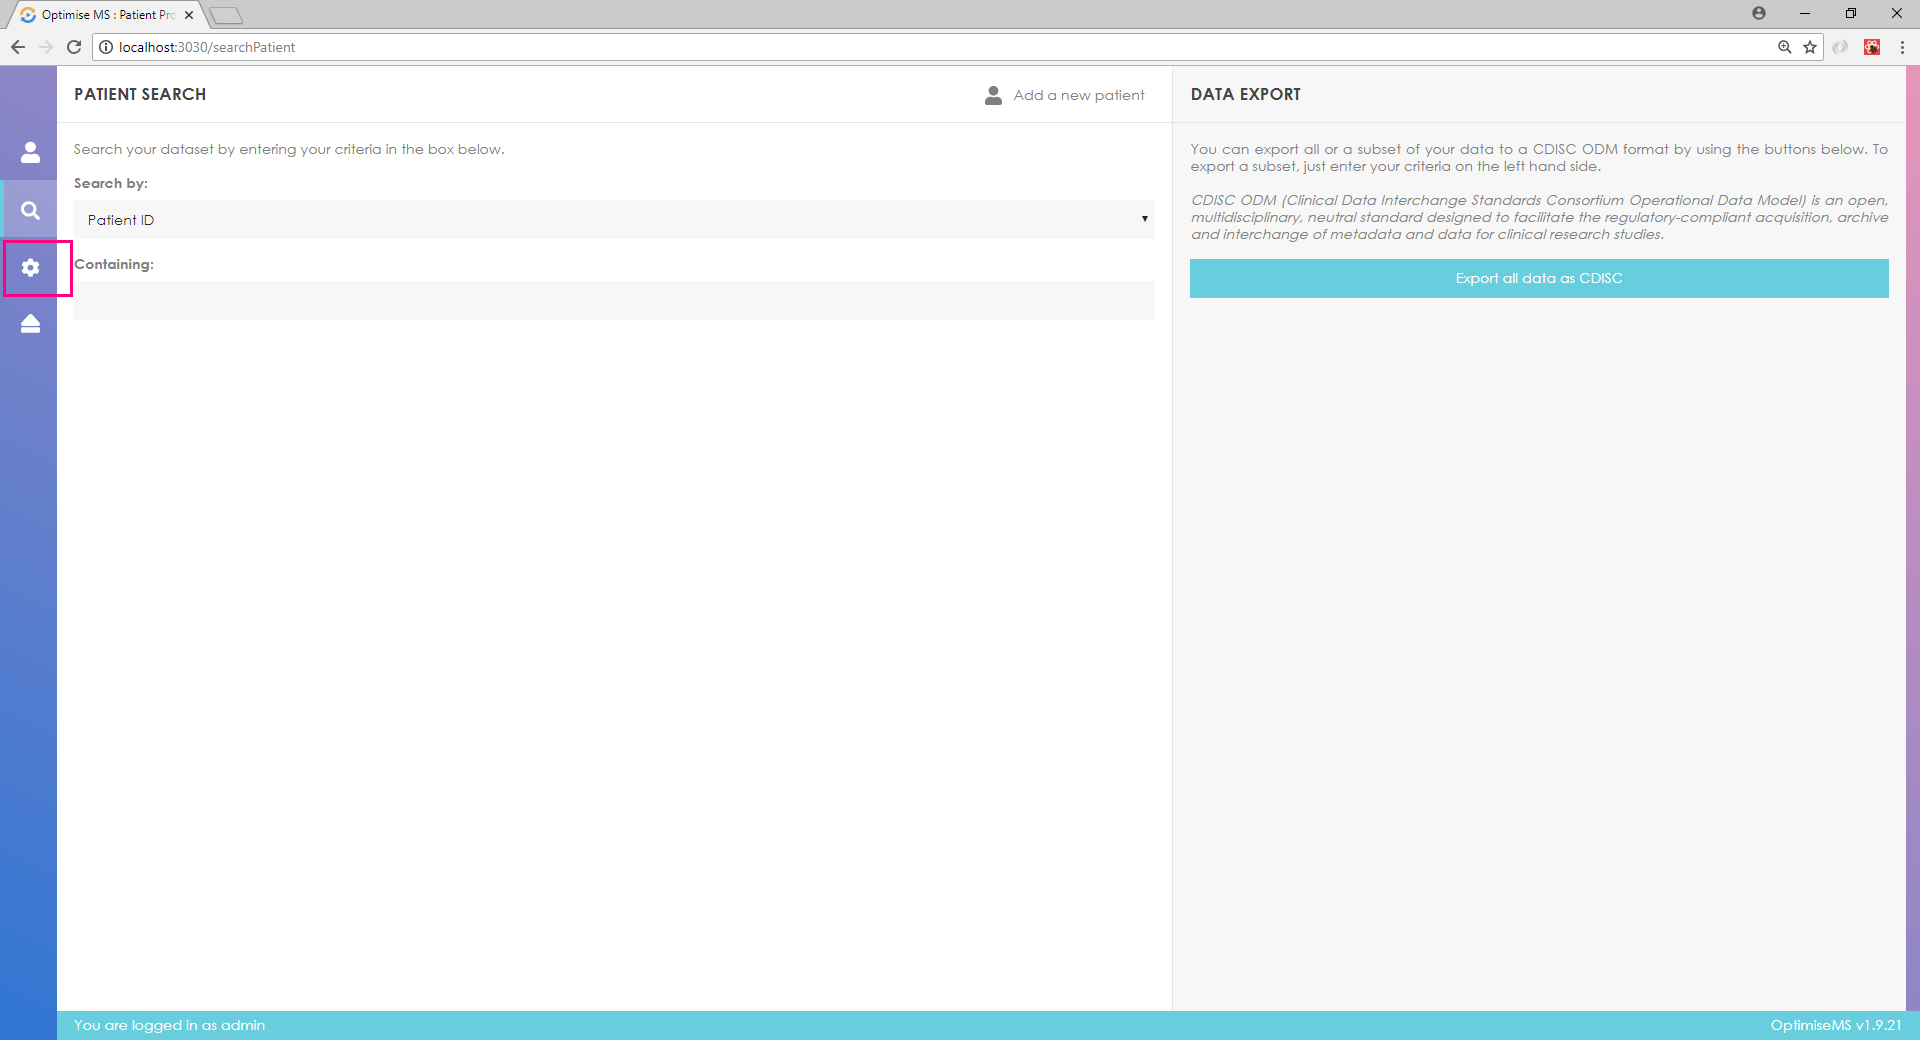 Optimise MS : Patient Pro
localhost:3030/searchPatient
PATIENT SEARCH
Add a new patient
Search your dataset by entering your criteria in the box below.
Search by:
Patient ID
Containing:
DATA EXPORT
You can export all or a subset of your data to a CDISC ODM format by using the buttons below. To
export a subset, just enter your criteria on the left hand side.
CDISC ODM (Clinical Data Interchange Standards Consortium Operational Data Model) is an open,
multidisciplinary, neutral standard designed to facilitate the regulatory-compliant acquisition, archive
and interchange of metadata and data for clinical research studies.
Export all data as CDISC
You are logged in as admin
OptimiseMS v1.9.21